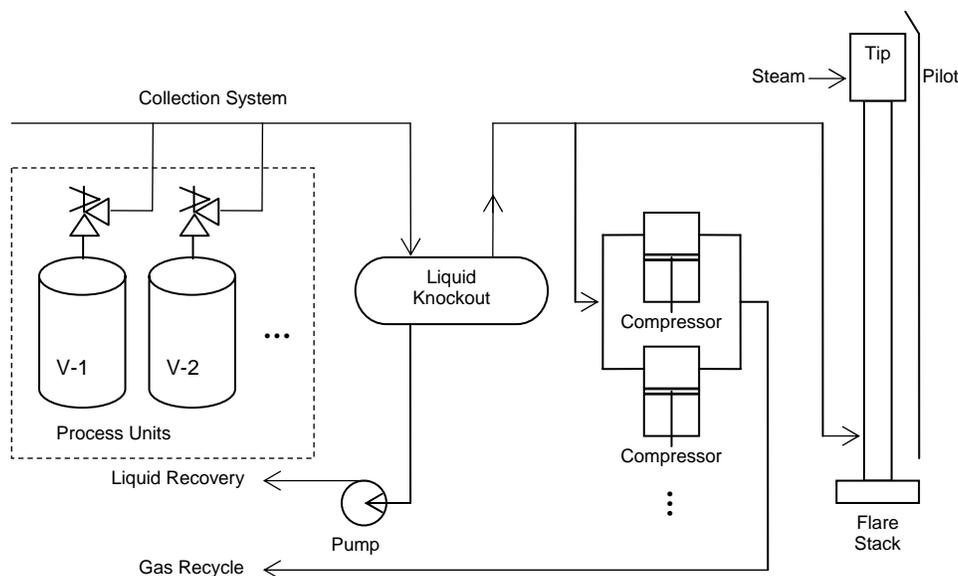 Tip
Steam
Pilot
Collection System
Liquid
Knockout
Compressor
V-1
V-2
...
Process Units
Compressor
Liquid Recovery
Pump
Flare
Stack
Gas Recycle